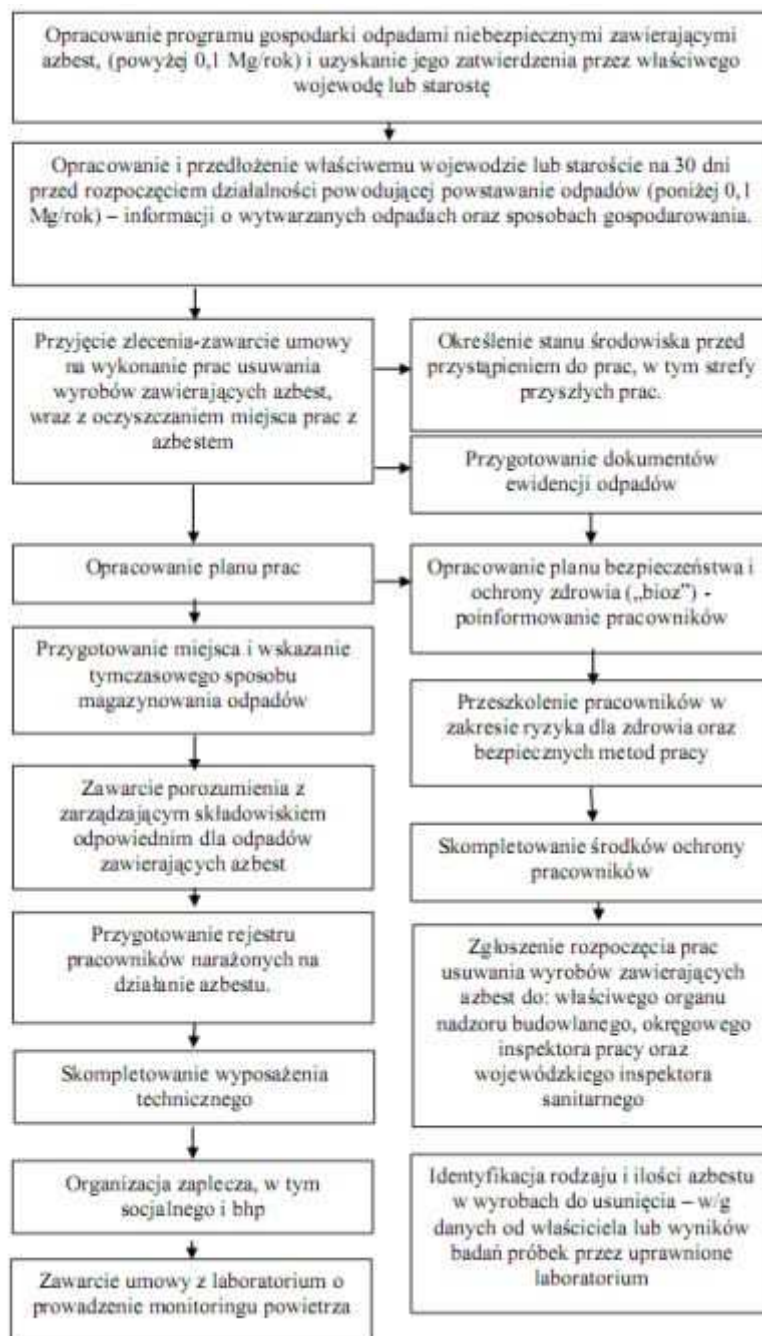 Opracowanie programu gospodarki odpadami niebezpiecznymi zawierającymi
azbest, (powyżej 0,1 Mg/rok) i uzyskanie jego zatwierdzenia przez właściwego
wojewodę lub starostę
Opracowanie i przedłożenie właściwemu wojewodzie lub staroście na 30 dni
przed rozpoczęciem działalności powodującej powstawanie odpadów (poniżej 0,1
Mg/rok) – informacji o wytwarzanych odpadach oraz sposobach gospodarowania.
Przyjęcie zlecenia-zawarcie umowy
na wykonanie prac usuwania
wyrobów zawierających azbest,
wraz z oczyszczaniem miejsca prac z
azbestem
Określenie stanu środowiska przed
przystąpieniem do prac, w tym strefy
przyszłych prac.
Przygotowanie dokumentów
ewidencji odpadów
Opracowanie planu prac
Opracowanie planu bezpieczeństwa i
ochrony zdrowia („bioz”) -
poinformowanie pracowników
Przygotowanie miejsca i wskazanie
tymczasowego sposobu
magazynowania odpadów
Przeszkolenie pracowników w
zakresie ryzyka dla zdrowia oraz
bezpiecznych metod pracy
Zawarcie porozumienia z
zarządzającym składowiskiem
odpowiednim dla odpadów
zawierających azbest
Skompletowanie środków ochrony
pracowników
Przygotowanie rejestru
pracowników narażonych na
działanie azbestu.
Zgłoszenie rozpoczęcia prac
usuwania wyrobów zawierających
azbest do: właściwego organu
nadzoru budowlanego, okręgowego
inspektora pracy oraz
wojewódzkiego inspektora
sanitarnego
Skompletowanie wyposażenia
technicznego
Organizacja zaplecza, w tym
socjalnego i bhp
Identyfikacja rodzaju i ilości azbestu
w wyrobach do usunięcia – w/g
danych od właściciela lub wyników
badań próbek przez uprawnione
laboratorium
Zawarcie umowy z laboratorium o
prowadzenie monitoringu powietrza